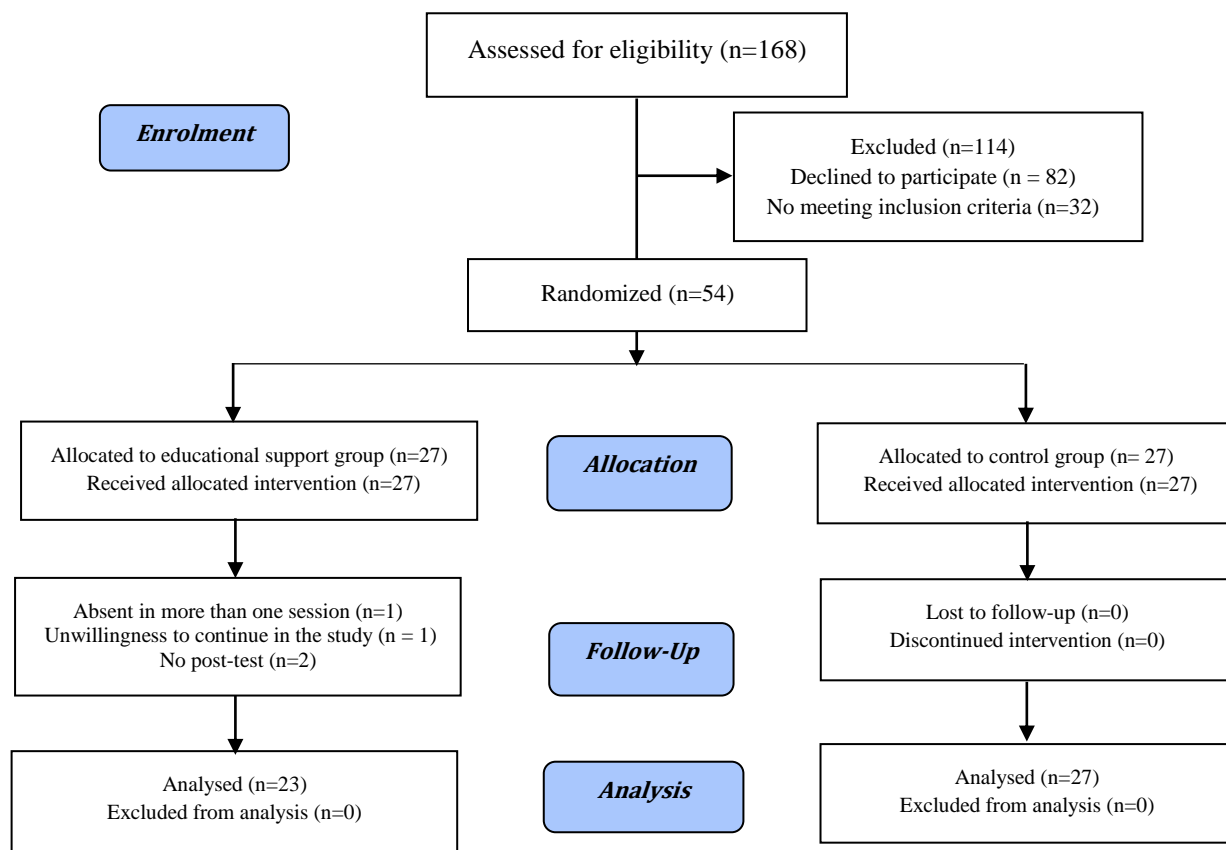 Assessed for eligibility (n=168)
Enrolment
Excluded (n=114)
Declined to participate (n = 82)
No meeting inclusion criteria (n=32)
Randomized (n=54)
Allocated to educational support group (n=27)
Received allocated intervention (n=27)
Allocation
Allocated to control group (n= 27)
Received allocated intervention (n=27)
Absent in more than one session (n=1)
Unwillingness to continue in the study (n = 1)
No post-test (n=2)
Follow-Up
Lost to follow-up (n=0)
Discontinued intervention (n=0)
Analysed (n=23)
Excluded from analysis (n=0)
Analysis
Analysed (n=27)
Excluded from analysis (n=0)